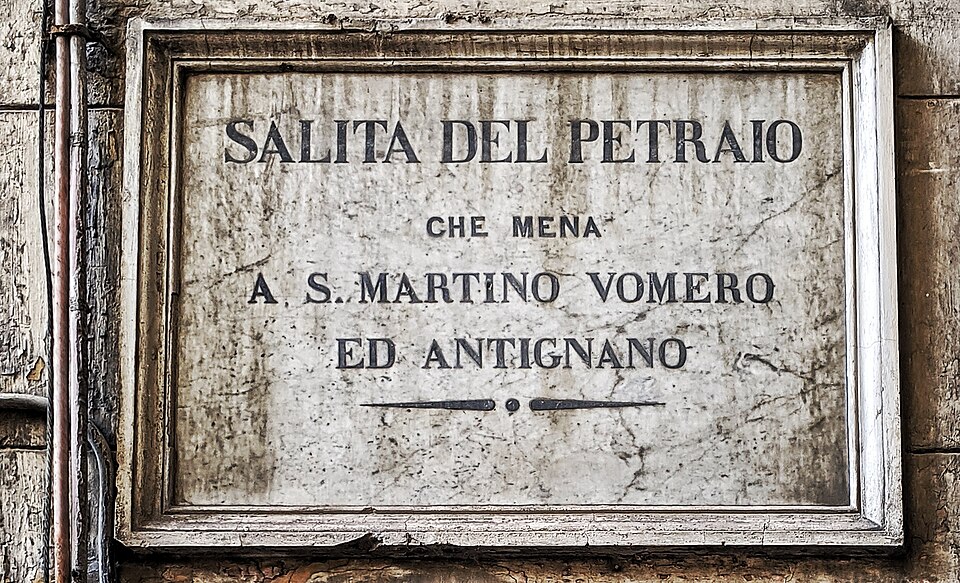 SALITA DEL PETRAIO
CHE MENA
A S. MARTINO VOMERO
ED ANTIGNANO